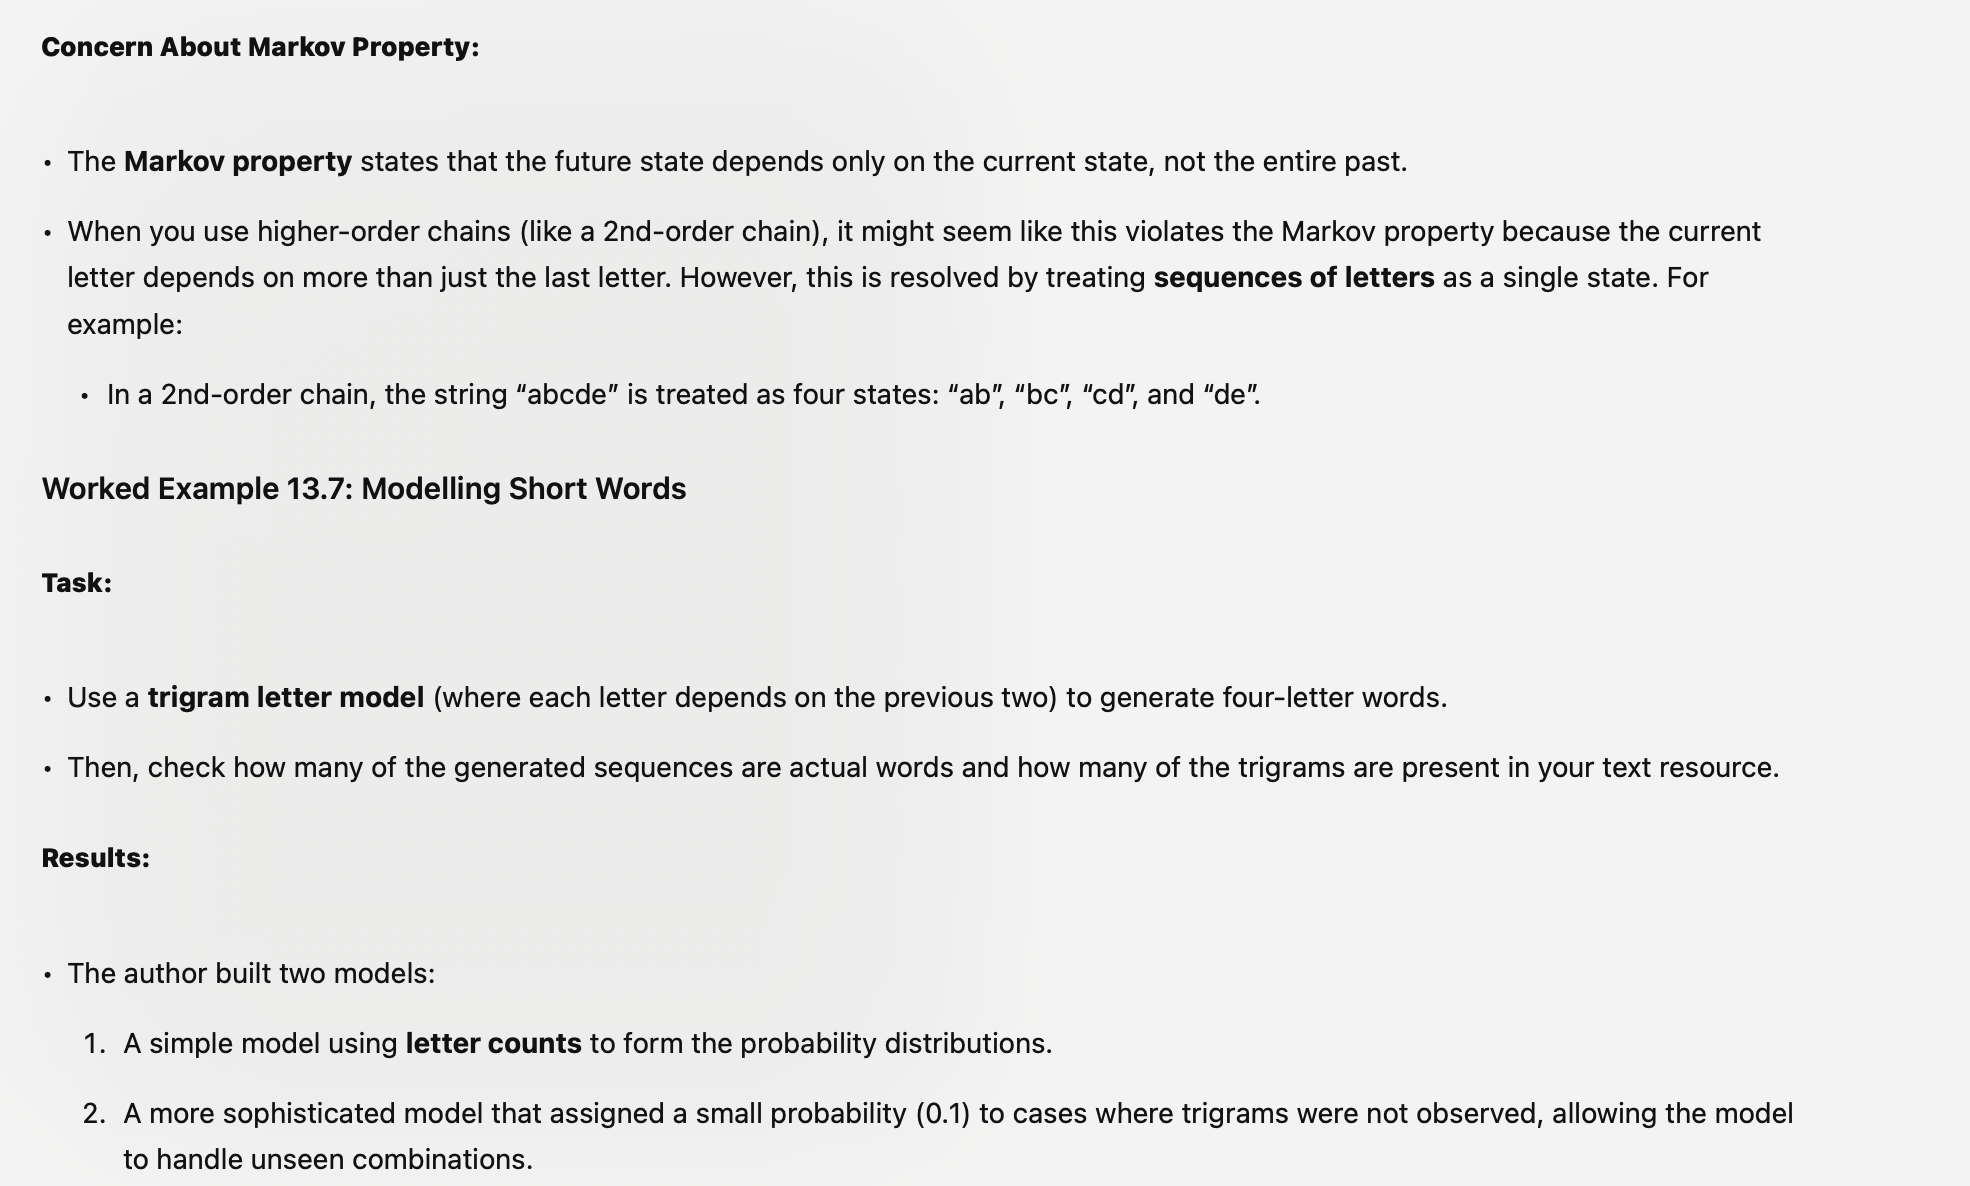 Concern About Markov Property:
• The Markov property states that the future state depends only on the current state, not the entire past.
• When you use higher-order chains (like a 2nd-order chain), it might seem like this violates the Markov property because the current
letter depends on more than just the last letter. However, this is resolved by treating sequences of letters as a single state. For
example:
• In a 2nd-order chain, the string “abcde” is treated as four states: “ab”, “bc”, “cd”, and “de”.
Worked Example 13.7: Modelling Short Words
Task:
• Use a trigram letter model (where each letter depends on the previous two) to generate four-letter words.
• Then, check how many of the generated sequences are actual words and how many of the trigrams are present in your text resource.
Results:
• The author built two models:
1. A simple model using letter counts to form the probability distributions.
2. A more sophisticated model that assigned a small probability (0.1) to cases where trigrams were not observed, allowing the model
to handle unseen combinations.